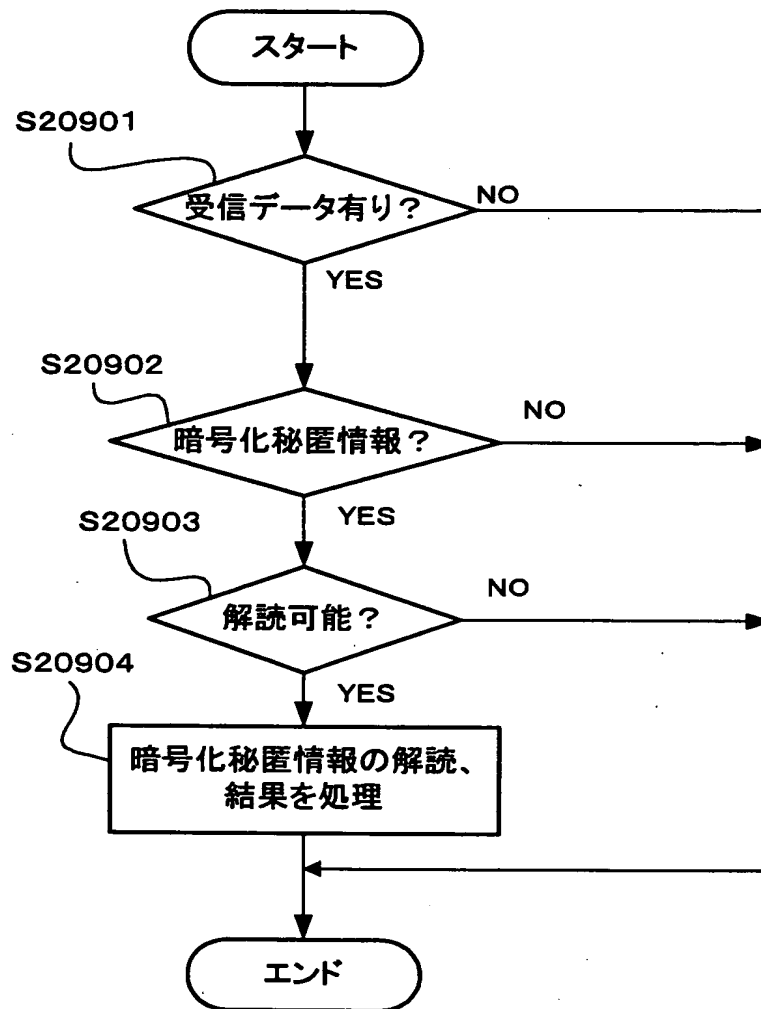 スタート
S20901
受信データ有り？
NO
YES
S20902
暗号化秘匿情報？
NO
YES
S20903
解読可能？
NO
YES
S20904
暗号化秘匿情報の解読、
結果を処理
エンド